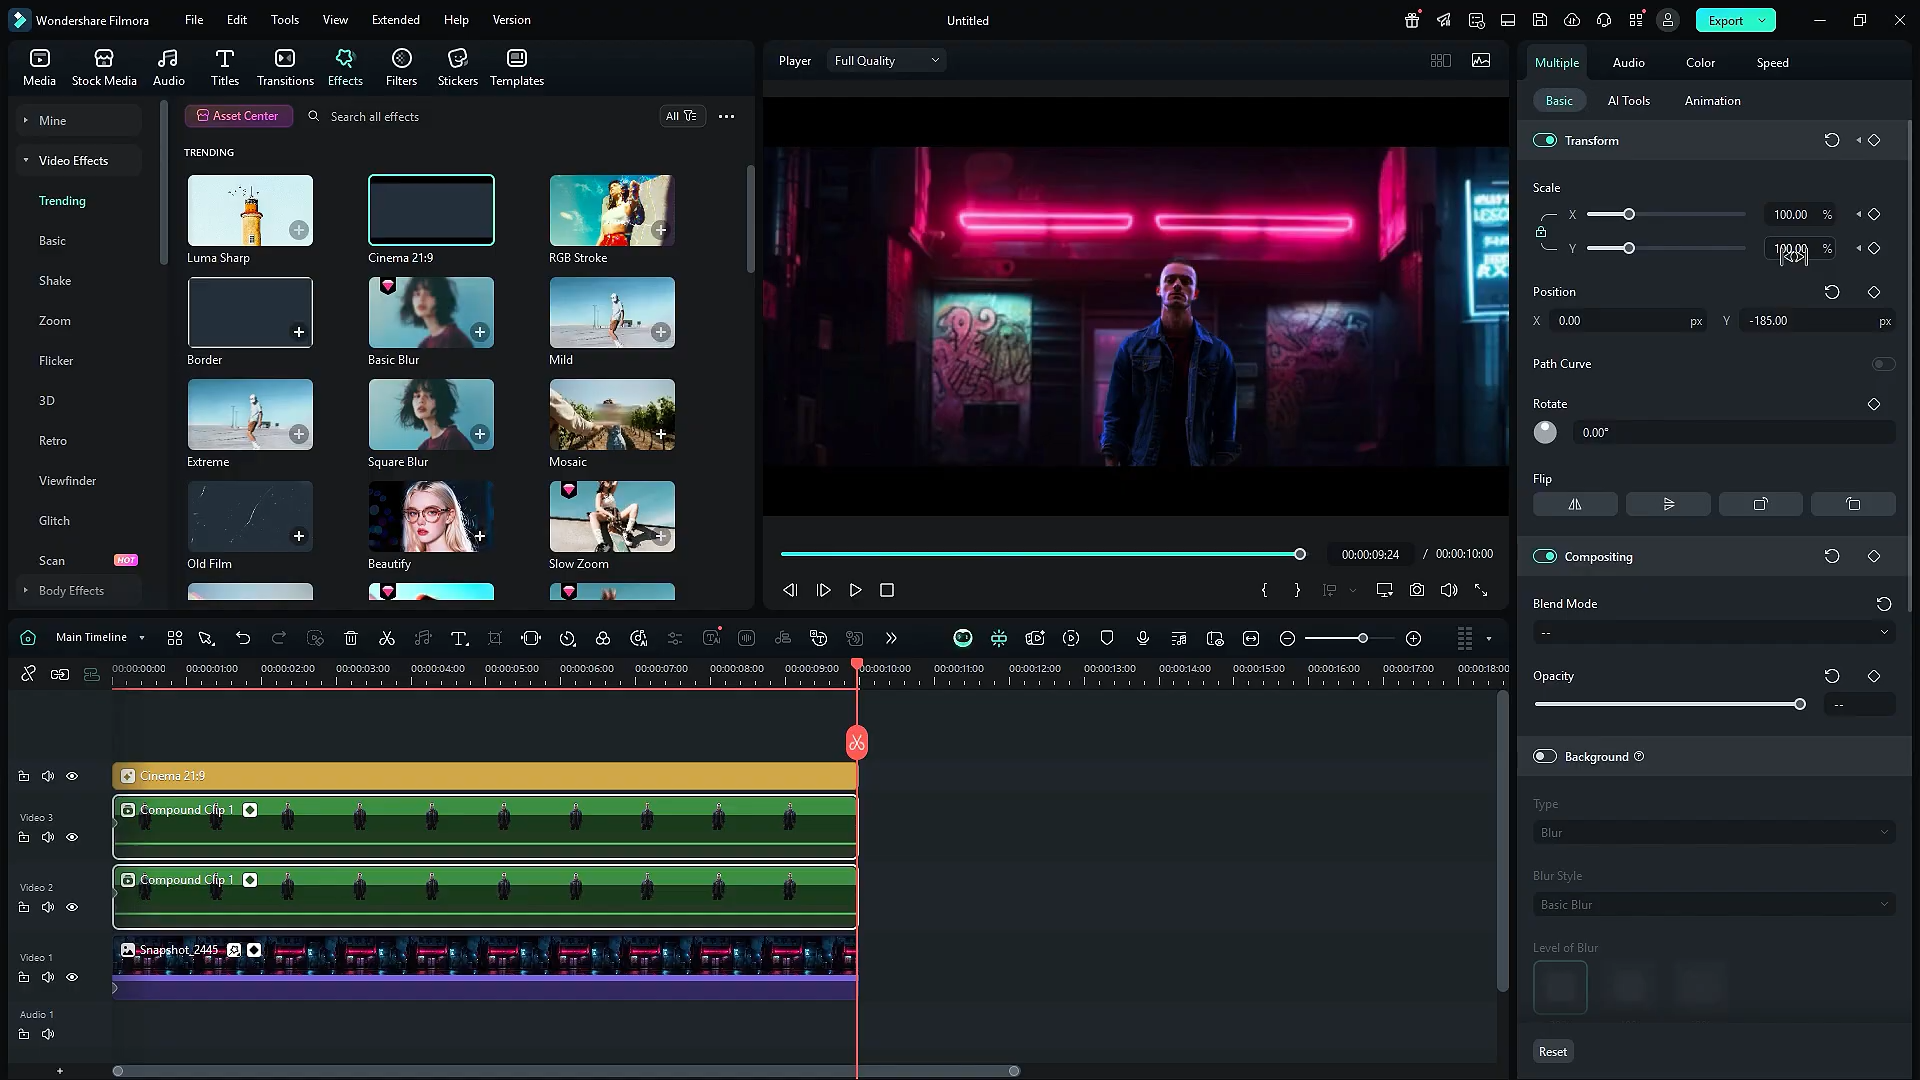 Wondershare Filmora
File
Edit
Tools
View
Extended
Help
Version
Untitled
Export
Media
Stock Media
Audio
Titles
Transitions
Effects
Filters
Stickers
Templates
Player
Full Quality
Multiple
Audio
Color
Speed
Mine
Video Effects
Trending
Basic
Shake
Zoom
Flicker
3D
Retro
Viewfinder
Glitch
Scan
HOT
Body Effects
Asset Center
Search all effects
All
TRENDING
Luma Sharp
Cinema 21:9
RGB Stroke
Border
Basic Blur
Mild
Extreme
Square Blur
Mosaic
Old Film
Beautify
Slow Zoom
00:00:09:24
/ 00:00:10:00
Basic
AI Tools
Animation
Transform
Scale
X
100.00
%
Y
100.00
%
Position
X
0.00
px
Y
-185.00
px
Path Curve
Rotate
0.00°
Flip
Compositing
Blend Mode
--
Opacity
--
Background
Type
Blur
Blur Style
Basic Blur
Level of Blur
Reset
Main Timeline
00:00:00:00
00:00:01:00
00:00:02:00
00:00:03:00
00:00:04:00
00:00:05:00
00:00:06:00
00:00:07:00
00:00:08:00
00:00:09:00
00:00:10:00
00:00:11:00
00:00:12:00
00:00:13:00
00:00:14:00
00:00:15:00
00:00:16:00
00:00:17:00
00:00:18:00
Cinema 21:9
Video 3
Compound Clip 1
Video 2
Compound Clip 1
Video 1
Snapshot_2445
Audio 1